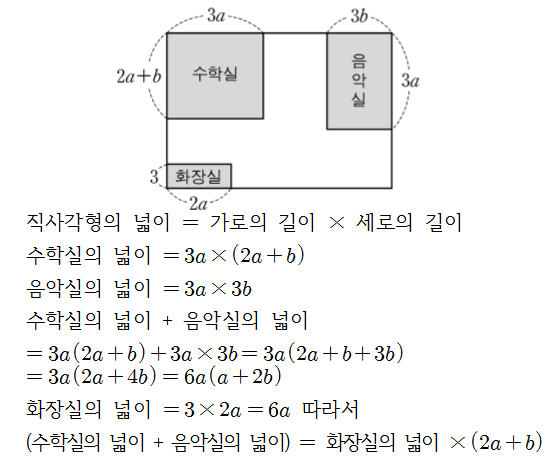 3a
3b
2a+b
수학실
음악실
3a
3
화장실
2a
직사각형의 넓이 = 가로의 길이 × 세로의 길이
수학실의 넓이 =3a×(2a+b)
음악실의 넓이 =3a×3b
수학실의 넓이 + 음악실의 넓이
=3a(2a+b)+3a×3b=3a(2a+b+3b)
=3a(2a+4b)=6a(a+2b)
화장실의 넓이 =3×2a=6a 따라서
(수학실의 넓이 + 음악실의 넓이) = 화장실의 넓이 ×(2a+b)